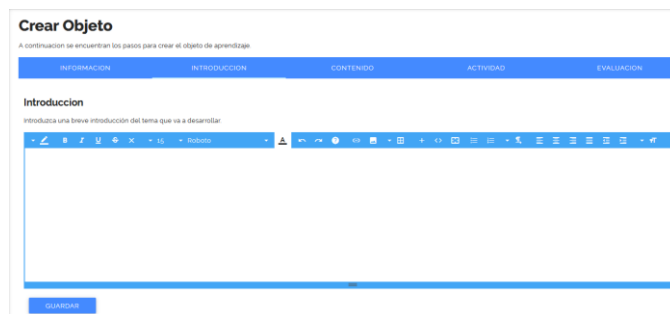 Crear Objeto
A continuacion se encuentran los pasos para crear el objeto de aprendizaje.
INFORMACION INTRODUCCION CONTENIDO ACTIVIDAD EVALUACION
Introduccion
Introduzca una breve introducción del tema que va a desarrollar
B I U S X 15 Roboto A
GUARDAR